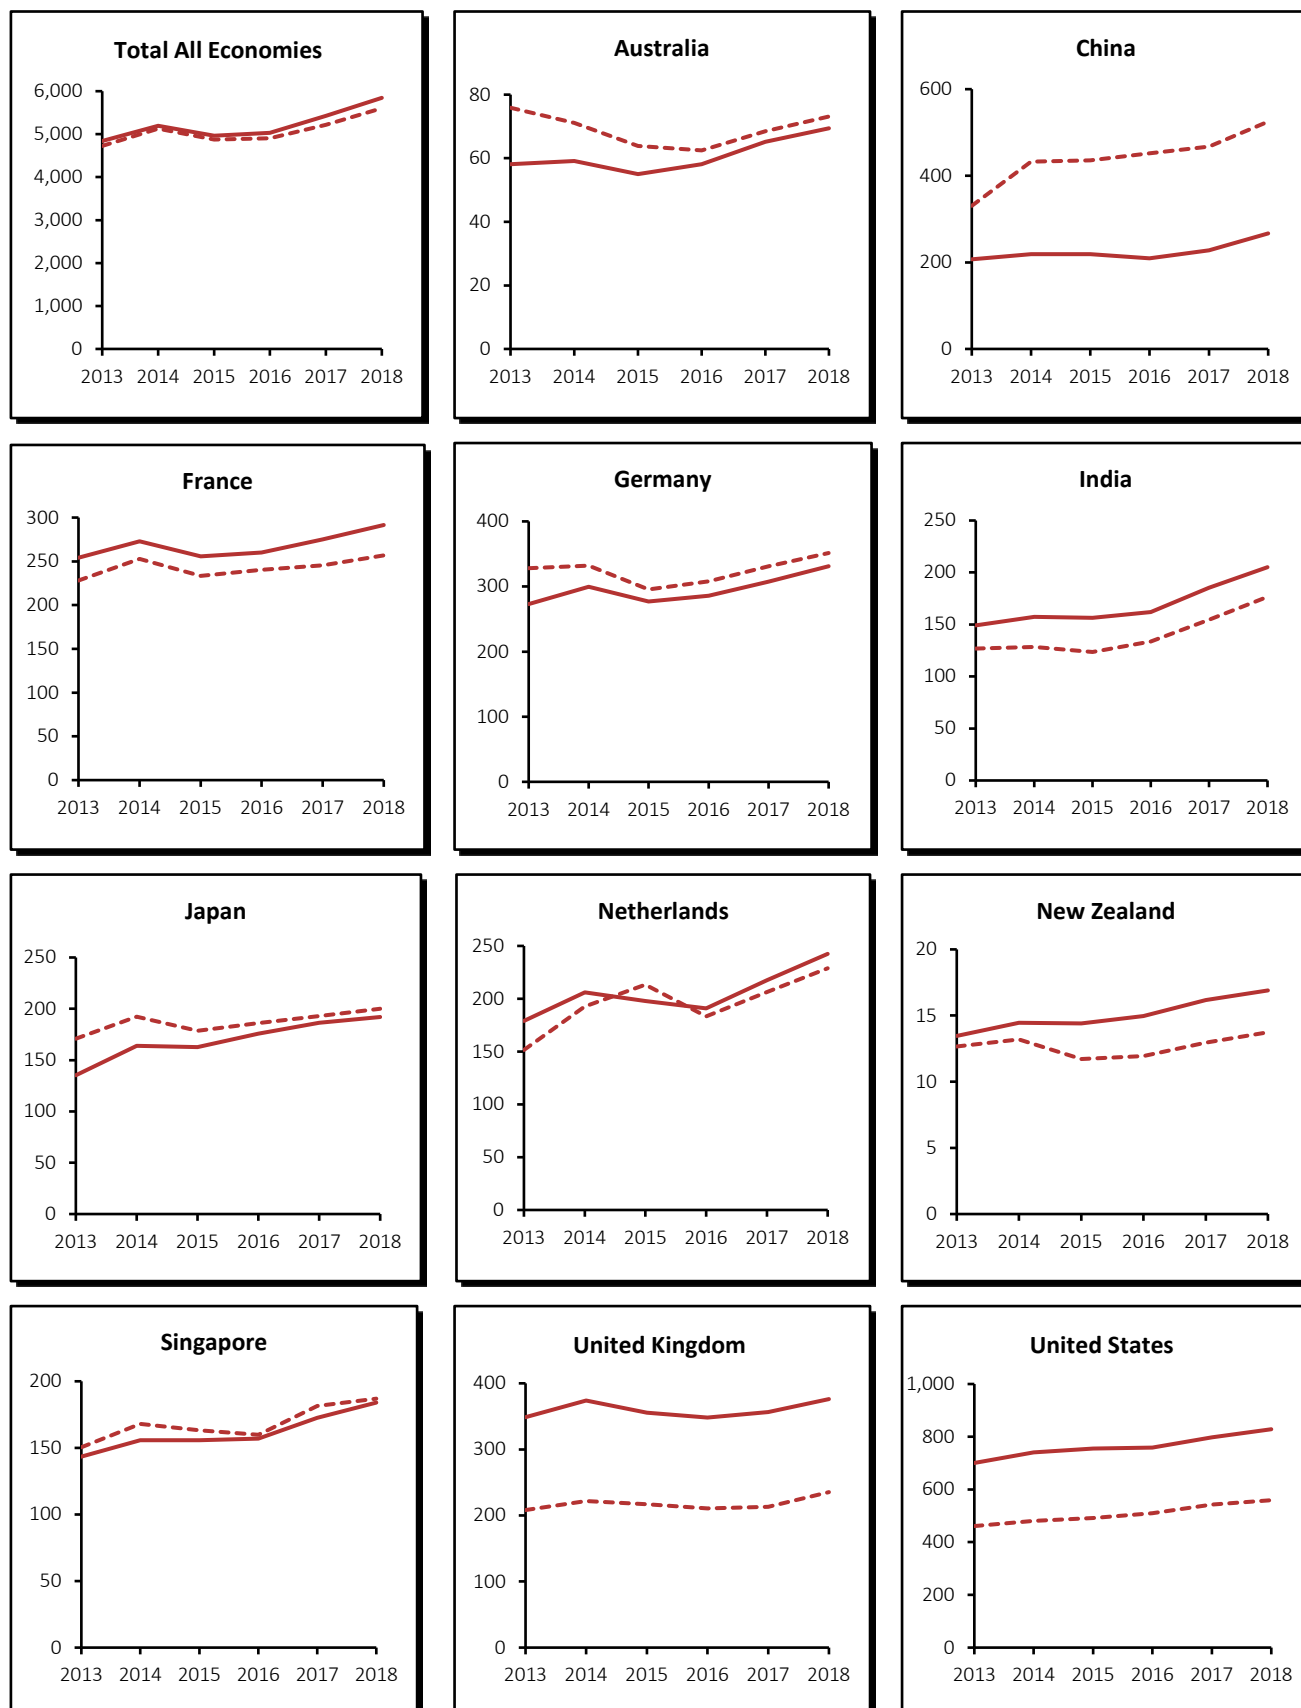 Total All Economies
6,000
5,000
4,000
3,000
2,000
1,000
0
2013 2014 2015 2016 2017 2018
Australia
80
60
40
20
0
2013 2014 2015 2016 2017 2018
China
600
400
200
0
2013 2014 2015 2016 2017 2018
France
300
250
200
150
100
50
0
2013 2014 2015 2016 2017 2018
Germany
400
300
200
100
0
2013 2014 2015 2016 2017 2018
India
250
200
150
100
50
0
2013 2014 2015 2016 2017 2018
Japan
250
200
150
100
50
0
2013 2014 2015 2016 2017 2018
Netherlands
250
200
150
100
50
0
2013 2014 2015 2016 2017 2018
New Zealand
20
15
10
5
0
2013 2014 2015 2016 2017 2018
Singapore
200
150
100
50
0
2013 2014 2015 2016 2017 2018
United Kingdom
400
300
200
100
0
2013 2014 2015 2016 2017 2018
United States
1,000
800
600
400
200
0
2013 2014 2015 2016 2017 2018